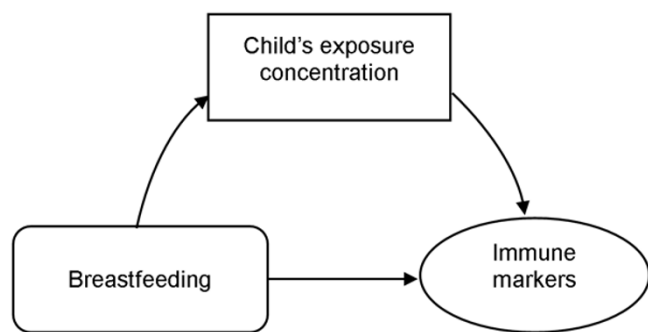 Child’s exposure
concentration
Breastfeeding
Immune
markers